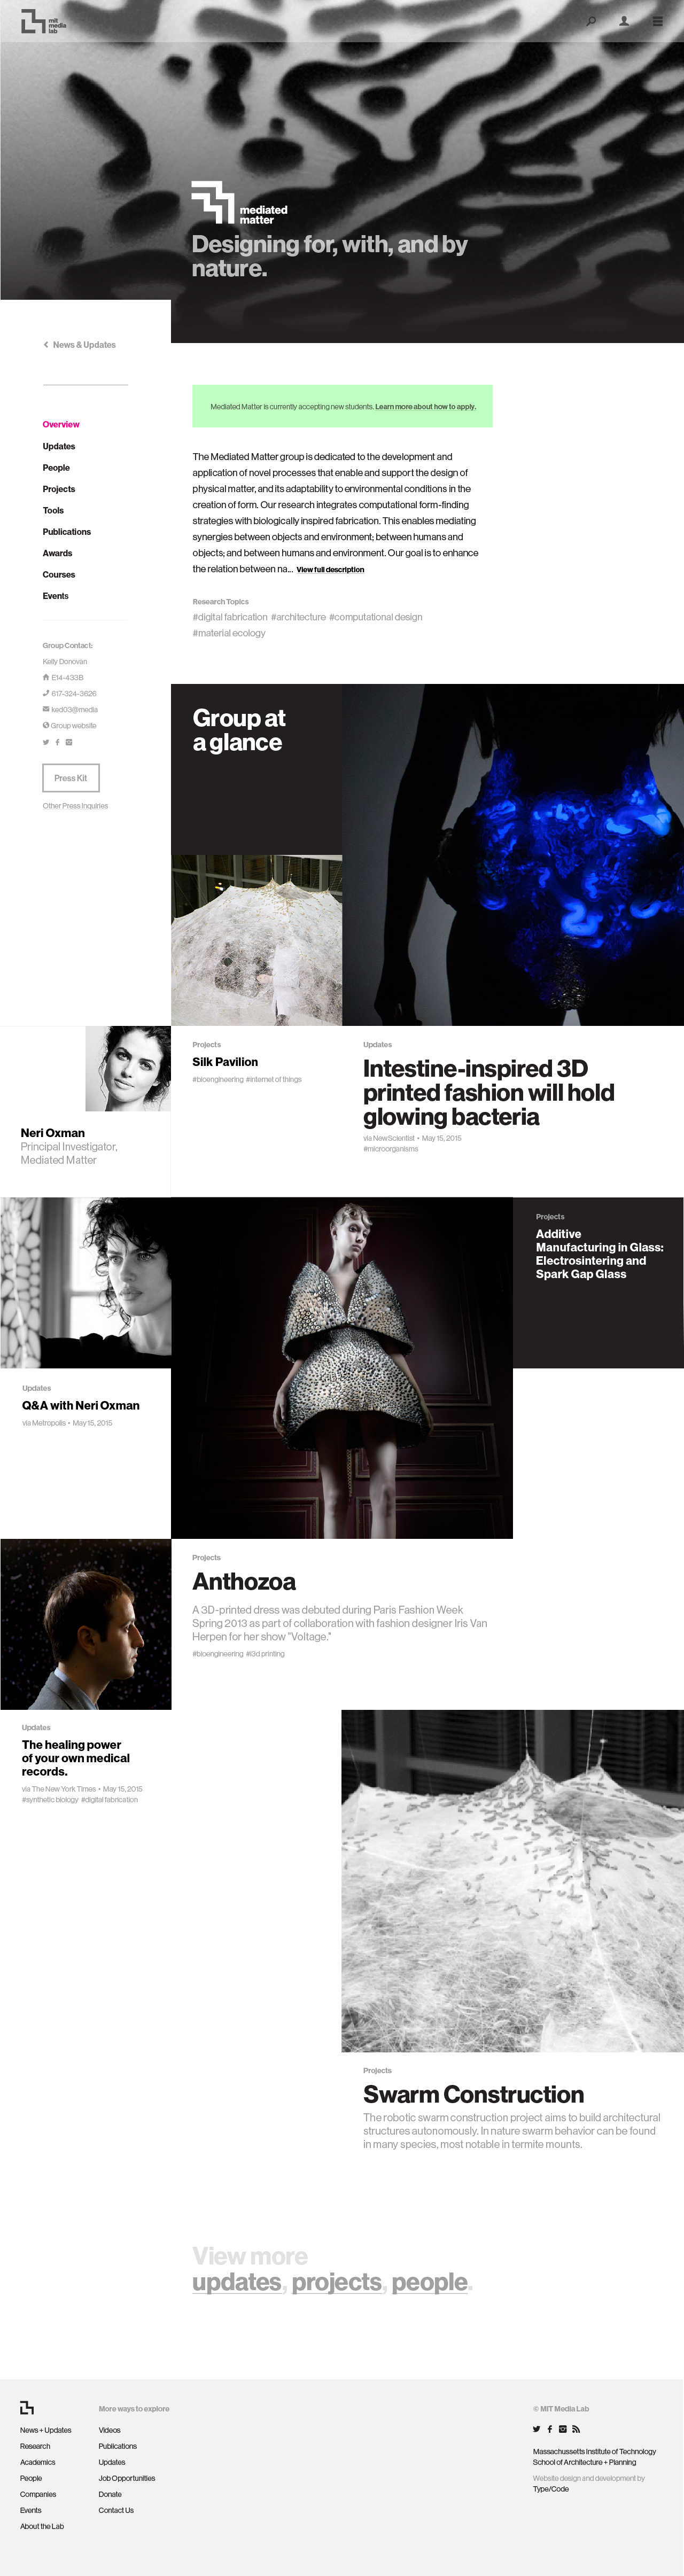 mit
media
lab
mediated
matter
Designing for, with, and by
nature.
News & Updates
Overview
Updates
People
Projects
Tools
Publications
Awards
Courses
Events
Group Contact:
Kelly Donovan
E14-433B
617-324-3626
ked03@media
Group website
Press Kit
Other Press Inquiries
Mediated Matter is currently accepting new students. Learn more about how to apply.
The Mediated Matter group is dedicated to the development and
application of novel processes that enable and support the design of
physical matter, and its adaptability to environmental conditions in the
creation of form. Our research integrates computational form-finding
strategies with biologically inspired fabrication. This enables mediating
synergies between objects and environment; between humans and
objects; and between humans and environment. Our goal is to enhance
the relation between na... View full description
Research Topics
#digital fabrication #architecture #computational design
#material ecology
Group at
a glance
Neri Oxman
Principal Investigator,
Mediated Matter
Projects
Silk Pavilion
#bioengineering #internet of things
Updates
Intestine-inspired 3D
printed fashion will hold
glowing bacteria
via NewScientist • May 15, 2015
#microorganisms
Projects
Additive
Manufacturing in Glass:
Electrosintering and
Spark Gap Glass
Updates
Q&A with Neri Oxman
via Metropolis • May 15, 2015
Projects
Anthozoa
A 3D-printed dress was debuted during Paris Fashion Week
Spring 2013 as part of collaboration with fashion designer Iris Van
Herpen for her show "Voltage."
#bioengineering #i3d printing
Updates
The healing power
of your own medical
records.
via The New York Times • May 15, 2015
#synthetic biology #digital fabrication
Projects
Swarm Construction
The robotic swarm construction project aims to build architectural
structures autonomously. In nature swarm behavior can be found
in many species, most notable in termite mounts.
View more
updates, projects, people.
News + Updates
Research
Academics
People
Companies
Events
About the Lab
More ways to explore
Videos
Publications
Updates
Job Opportunities
Donate
Contact Us
© MIT Media Lab
Massachussetts Institute of Technology
School of Architecture + Planning
Website design and development by
Type/Code